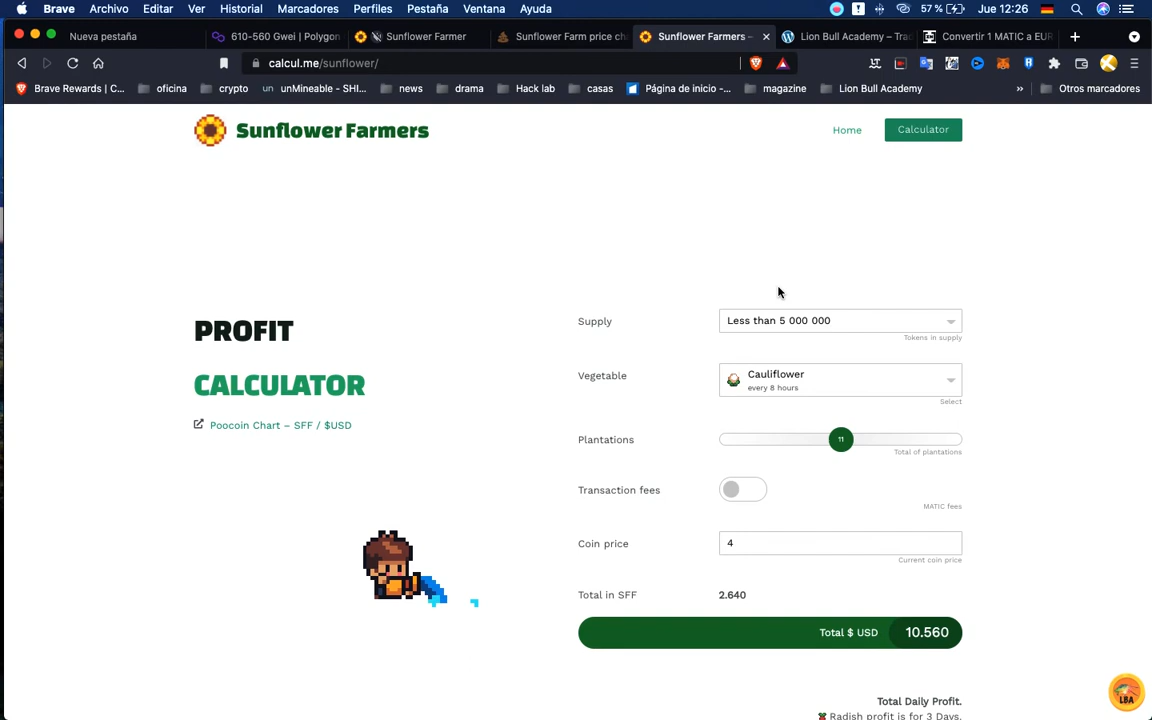 Brave Archivo Editar Ver Historial Marcadores Perfiles Pestaña Ventana Ayuda 57 % Jue 12:26
Nueva pestaña 610-560 Gwei | Polygon Sunflower Farmer Sunflower Farm price ch Sunflower Farmers – Lion Bull Academy – Trad Convertir 1 MATIC a EUR
calcul.me/sunflower/
Brave Rewards | C... oficina crypto un unMineable - SHI... news drama Hack lab casas Página de inicio -... magazine Lion Bull Academy » Otros marcadores
Sunflower Farmers Home Calculator
PROFIT
CALCULATOR
Poocoin Chart – SFF / $USD
Supply Less than 5 000 000
Tokens in supply
Vegetable Cauliflower
every 8 hours
Select
Plantations 11
Total of plantations
Transaction fees
MATIC fees
Coin price 4
Current coin price
Total in SFF 2.640
Total $ USD 10.560
Total Daily Profit.
Radish profit is for 3 Days.
LBA